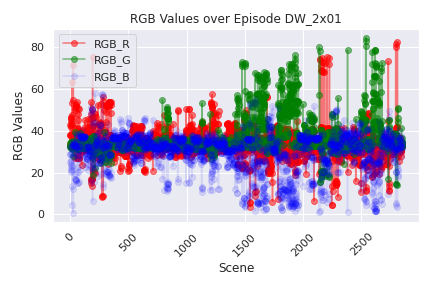 RGB Values over Episode DW_2x01
RGB_R
RGB_G
RGB_B
RGB Values
80
60
40
20
0
0
500
1000
1500
2000
2500
Scene